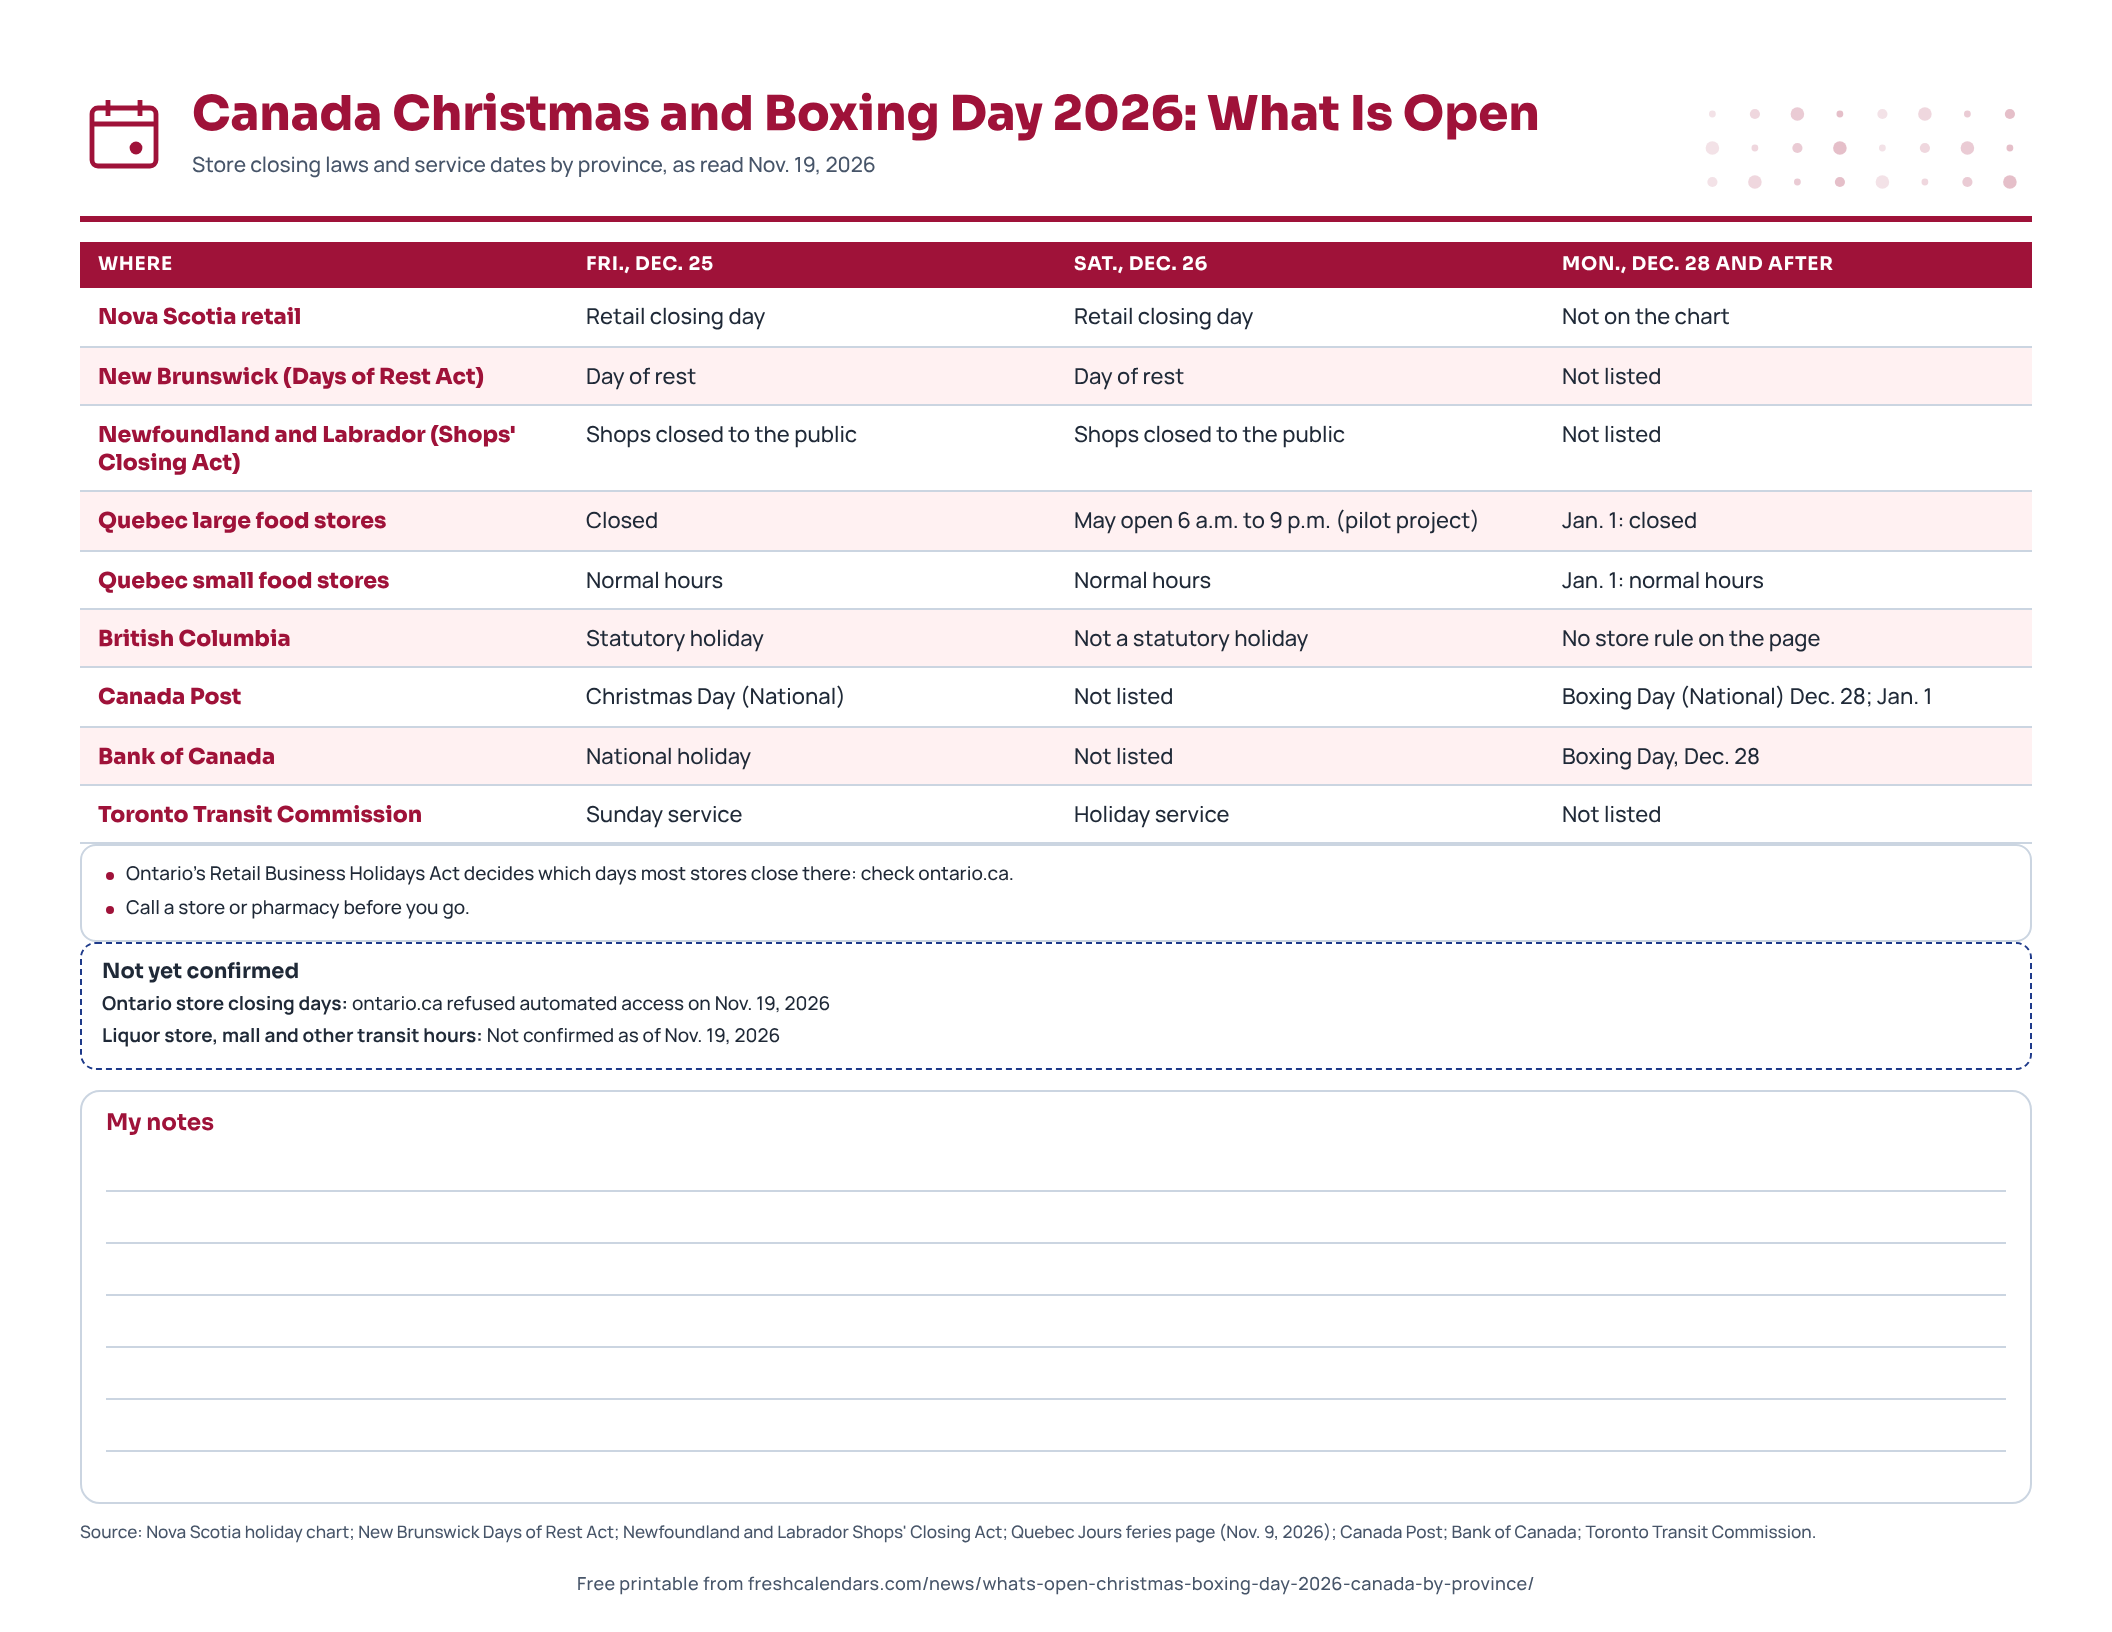 Canada Christmas and Boxing Day 2026: What Is Open
Store closing laws and service dates by province, as read Nov. 19, 2026
WHERE FRI., DEC. 25 SAT., DEC. 26 MON., DEC. 28 AND AFTER
Nova Scotia retail Retail closing day Retail closing day Not on the chart
New Brunswick (Days of Rest Act) Day of rest Day of rest Not listed
Newfoundland and Labrador (Shops' Shops closed to the public Shops closed to the public Not listed
Closing Act)
Quebec large food stores Closed May open 6 a.m. to 9 p.m. (pilot project) Jan. 1: closed
Quebec small food stores Normal hours Normal hours Jan. 1: normal hours
British Columbia Statutory holiday Not a statutory holiday No store rule on the page
Canada Post Christmas Day (National) Not listed Boxing Day (National) Dec. 28; Jan. 1
Bank of Canada National holiday Not listed Boxing Day, Dec. 28
Toronto Transit Commission Sunday service Holiday service Not listed
• Ontario's Retail Business Holidays Act decides which days most stores close there: check ontario.ca.
• Call a store or pharmacy before you go.
Not yet confirmed
Ontario store closing days: ontario.ca refused automated access on Nov. 19, 2026
Liquor store, mall and other transit hours: Not confirmed as of Nov. 19, 2026
My notes
Source: Nova Scotia holiday chart; New Brunswick Days of Rest Act; Newfoundland and Labrador Shops' Closing Act; Quebec Jours feries page (Nov. 9, 2026); Canada Post; Bank of Canada; Toronto Transit Commission.
Free printable from freshcalendars.com/news/whats-open-christmas-boxing-day-2026-canada-by-province/